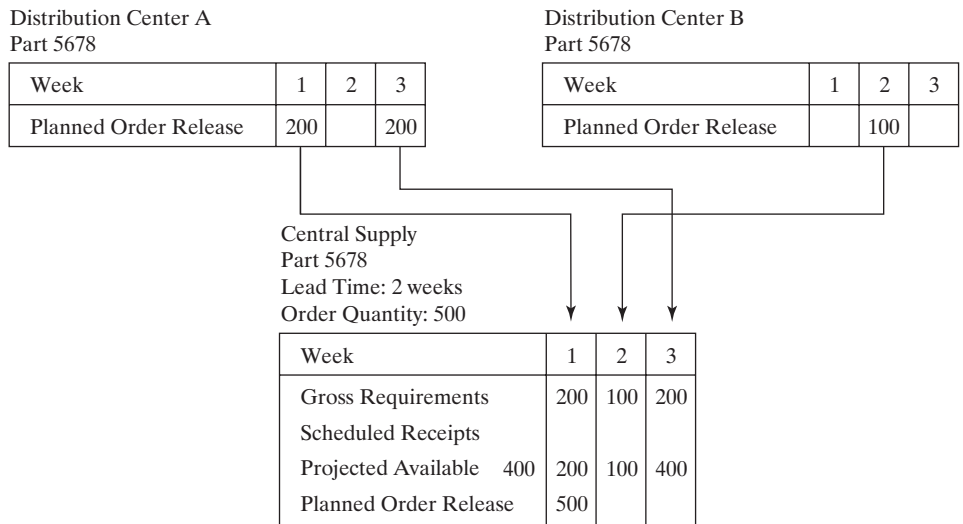 Distribution Center A
Part 5678
Week 1 2 3
Planned Order Release 200 200
Distribution Center B
Part 5678
Week 1 2 3
Planned Order Release 100
Central Supply
Part 5678
Lead Time: 2 weeks
Order Quantity: 500
Week 1 2 3
Gross Requirements 200 100 200
Scheduled Receipts
Projected Available 400 200 100 400
Planned Order Release 500